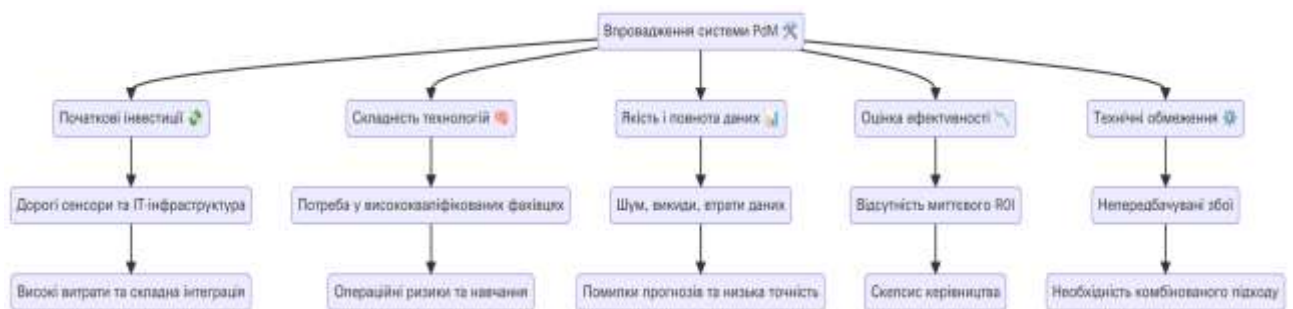 Впровадження системи PdM 🛠️
Початкові інвестиції 💸
Складність технологій 🧠
Якість і повнота даних 📊
Оцінка ефективності 📉
Технічні обмеження ⚙️
Дорогі сенсори та ІТ-інфраструктура
Потреба у висококваліфікованих фахівцях
Шум, викиди, втрати даних
Відсутність миттєвого ROI
Непередбачувані збої
Високі витрати та складна інтеграція
Операційні ризики та навчання
Помилки прогнозів та низька точність
Скепсис керівництва
Необхідність комбінованого підходу